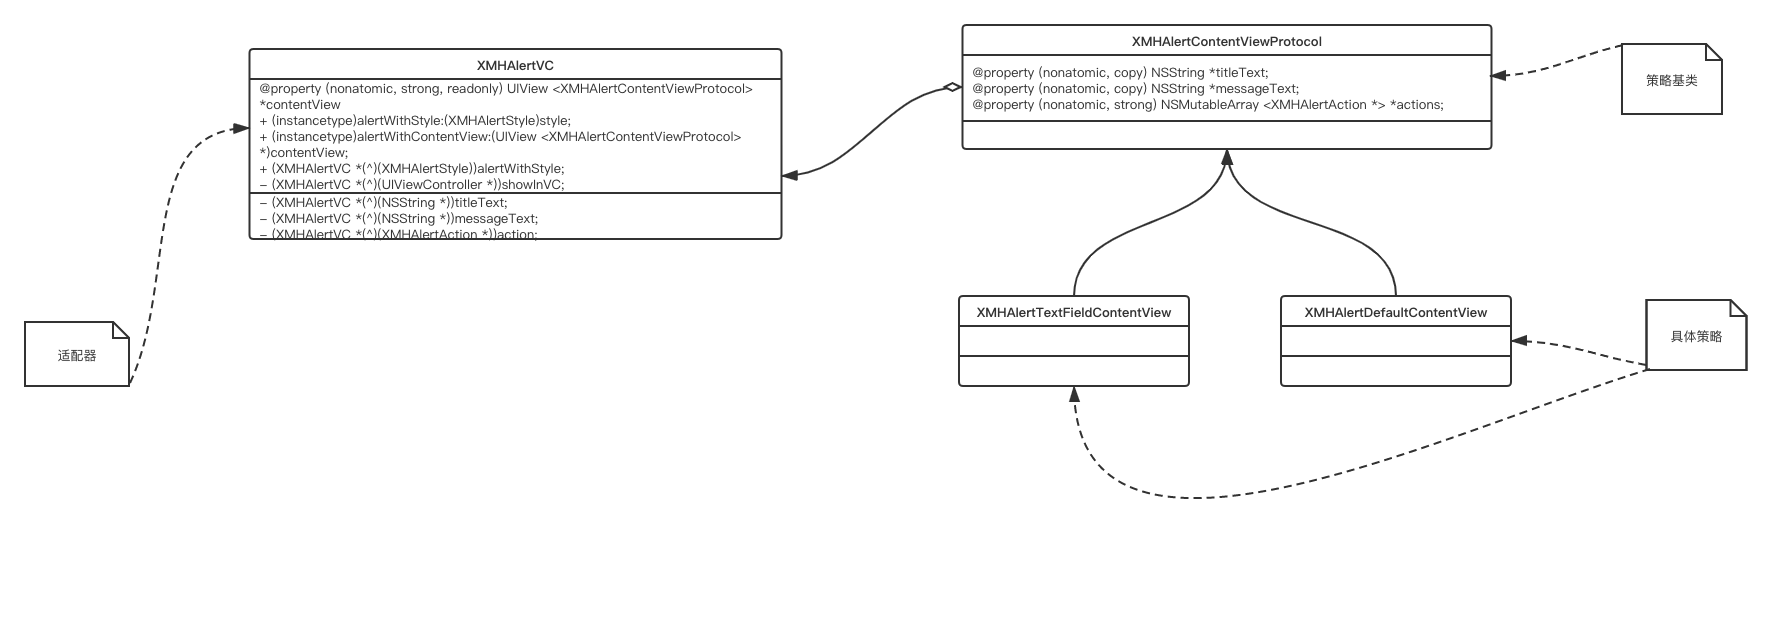 XMHAlertVC
@property (nonatomic, strong, readonly) UIView <XMHAlertContentViewProtocol>
*contentView
+ (instancetype)alertWithStyle:(XMHAlertStyle)style;
+ (instancetype)alertWithContentView:(UIView <XMHAlertContentViewProtocol>
*)contentView;
+ (XMHAlertVC *(^)(XMHAlertStyle))alertWithStyle;
– (XMHAlertVC *(^)(UIViewController *))showInVC;
– (XMHAlertVC *(^)(NSString *))titleText;
– (XMHAlertVC *(^)(NSString *))messageText;
– (XMHAlertVC *(^)(XMHAlertAction *))action;
XMHAlertContentViewProtocol
@property (nonatomic, copy) NSString *titleText;
@property (nonatomic, copy) NSString *messageText;
@property (nonatomic, strong) NSMutableArray <XMHAlertAction *> *actions;
策略基类
XMHAlertTextFieldContentView
XMHAlertDefaultContentView
具体策略
适配器